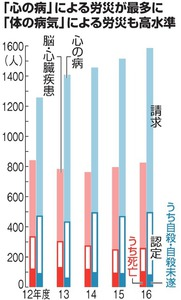 「心の病」による労災が最多に
「体の病気」による労災も高水準
1600
(人)
1400
1200
1000
800
600
400
200
0
脳・心臓疾患
心の病
請求
認定
うち死亡
うち自殺・自殺未遂
12年度
13
14
15
16